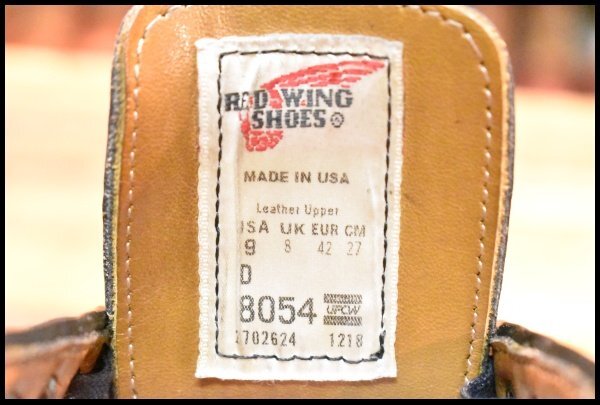 RED WING
SHOES ®
MADE IN USA
Leather Upper
USA UK EUR CM
9 8 42 27
D
8054 UFCW
2702624 1218